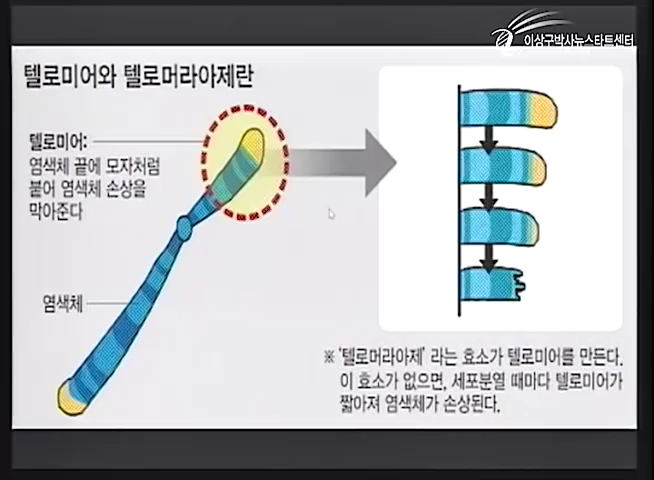 이상구박사뉴스타트센터
텔로미어와 텔로머라아제란
텔로미어:
염색체 끝에 모자처럼
붙어 염색체 손상을
막아준다
염색체
※ '텔로머라아제' 라는 효소가 텔로미어를 만든다.
이 효소가 없으면, 세포분열 때마다 텔로미어가
짧아져 염색체가 손상된다.